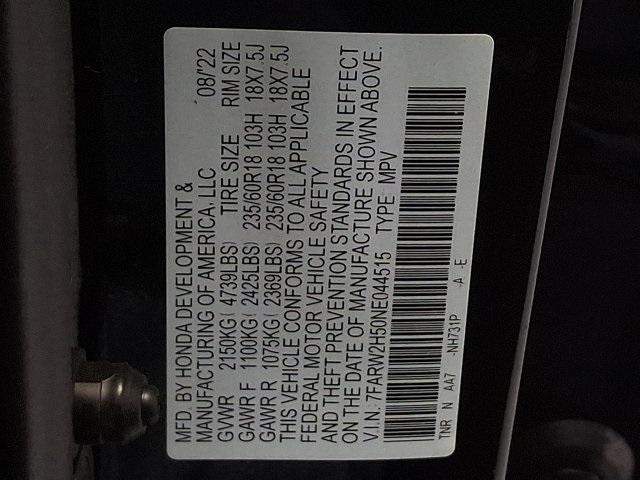 MFD. BY HONDA DEVELOPMENT &
MANUFACTURING OF AMERICA, LLC 08/'22
GVWR 2150KG ( 4739LBS) TIRE SIZE RIM SIZE
GAWR F 1100KG ( 2425LBS) 235/60R18 103H 18X7.5J
GAWR R 1075KG ( 2369LBS) 235/60R18 103H 18X7.5J
THIS VEHICLE CONFORMS TO ALL APPLICABLE
FEDERAL MOTOR VEHICLE SAFETY
AND THEFT PREVENTION STANDARDS IN EFFECT
ON THE DATE OF MANUFACTURE SHOWN ABOVE.
V.I.N: 7FARW2H50NE044515 TYPE MPV
TNR N AA7 -NH731P -A -E